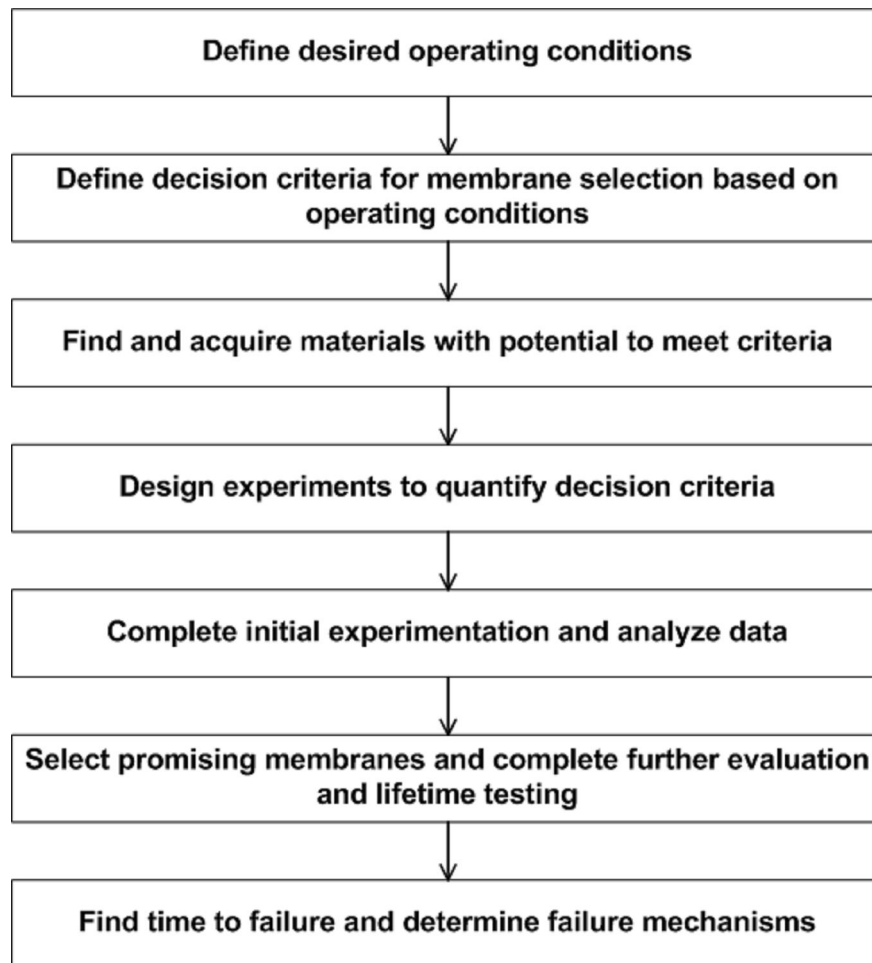 Define desired operating conditions
Define decision criteria for membrane selection based on
operating conditions
Find and acquire materials with potential to meet criteria
Design experiments to quantify decision criteria
Complete initial experimentation and analyze data
Select promising membranes and complete further evaluation
and lifetime testing
Find time to failure and determine failure mechanisms